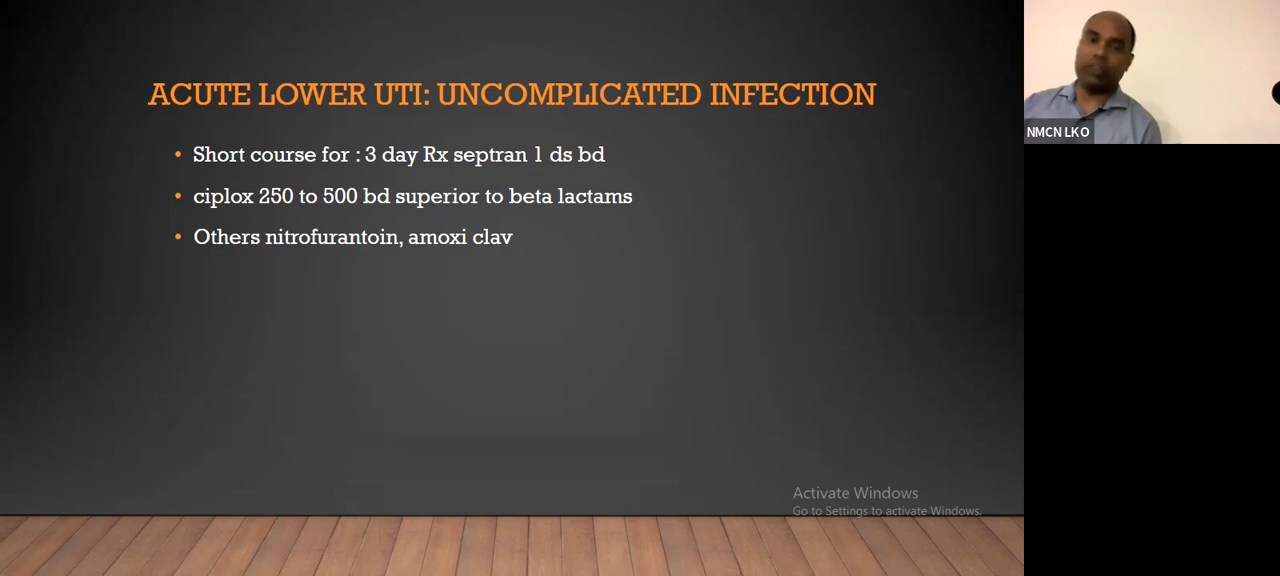 ACUTE LOWER UTI: UNCOMPLICATED INFECTION
• Short course for : 3 day Rx septran 1 ds bd
• ciplox 250 to 500 bd superior to beta lactams
• Others nitrofurantoin, amoxi clav
NMCN LKO
Activate Windows
Go to Settings to activate Windows.